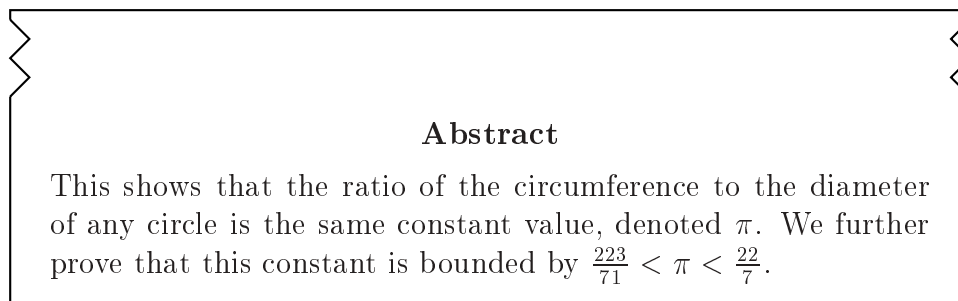 Abstract
This shows that the ratio of the circumference to the diameter
of any circle is the same constant value, denoted π. We further
prove that this constant is bounded by 223/71 < π < 22/7.